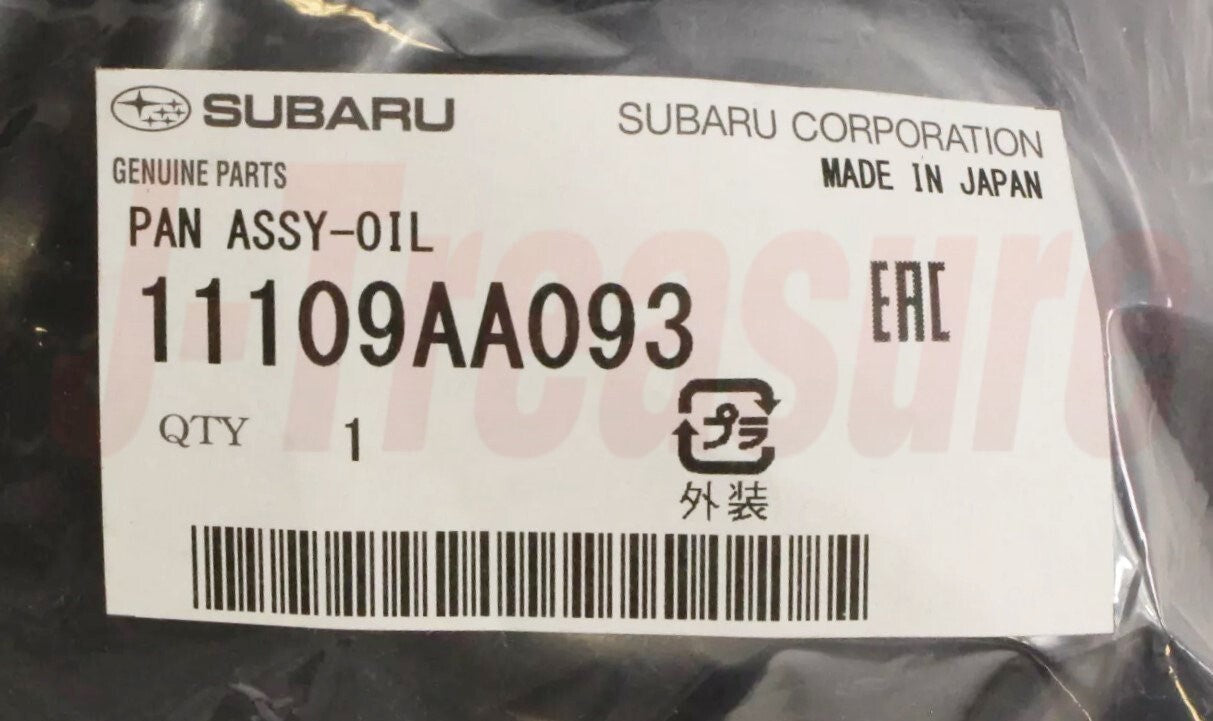 SUBARU
SUBARU CORPORATION
GENUINE PARTS
MADE IN JAPAN
PAN ASSY-OIL
11109AA093
EAC
QTY 1
プラ
外装
J-Treasure